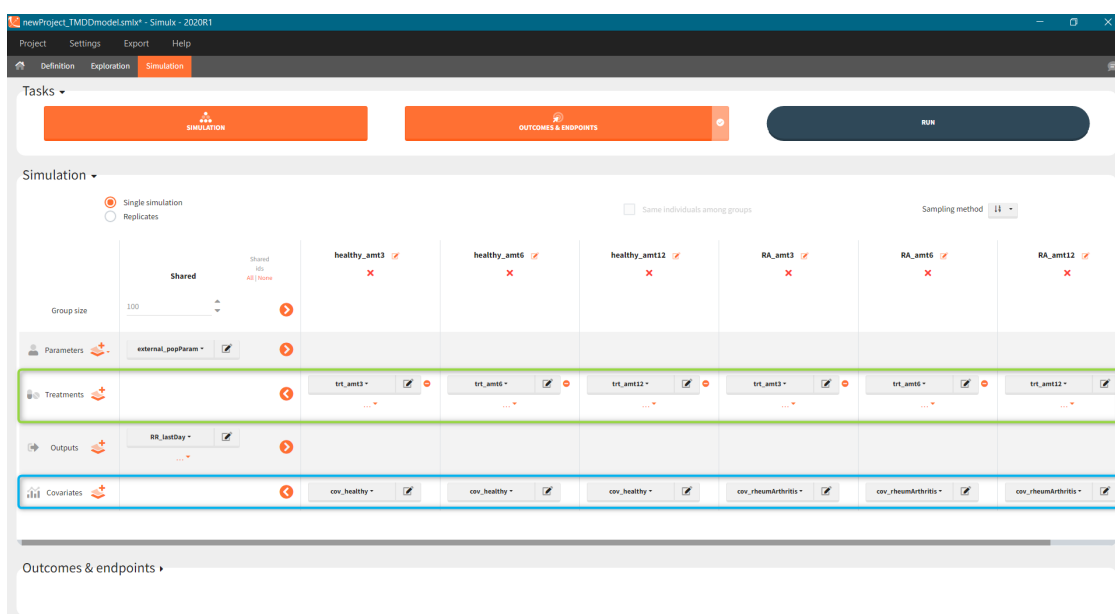 newProject_TMDDmodel.smlx* - Simulx - 2020R1
Project Settings Export Help
Definition Exploration Simulation
Tasks
SIMULATION
OUTCOMES & ENDPOINTS
RUN
Simulation
Single simulation
Replicates
Same individuals among groups
Sampling method
Shared
Shared
ids
All | None
healthy_amt3
healthy_amt6
healthy_amt12
RA_amt3
RA_amt6
RA_amt12
Group size
100
Parameters
external_popParam
Treatments
trt_amt3
trt_amt6
trt_amt12
trt_amt3
trt_amt6
trt_amt12
... ... ... ... ... ...
Outputs
RR_lastDay
...
Covariates
cov_healthy
cov_healthy
cov_healthy
cov_rheumArthritis
cov_rheumArthritis
cov_rheumArthritis
Outcomes & endpoints